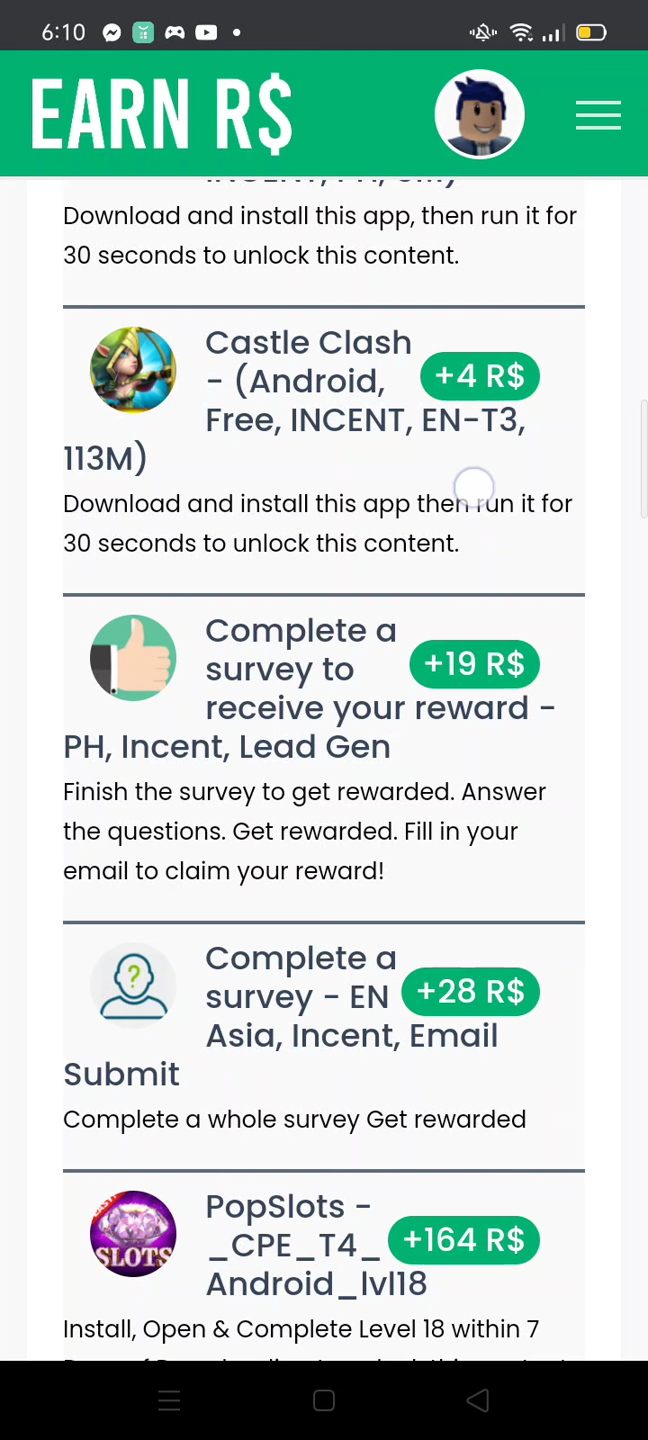 6:10
EARN R$
INCENT, PH, 
Download and install this app, then run it for
30 seconds to unlock this content.
Castle Clash
- (Android,
+4 R$
Free, INCENT, EN-T3,
113M)
Download and install this app then run it for
30 seconds to unlock this content.
Complete a
survey to
+19 R$
receive your reward -
PH, Incent, Lead Gen
Finish the survey to get rewarded. Answer
the questions. Get rewarded. Fill in your
email to claim your reward!
Complete a
survey - EN
+28 R$
Asia, Incent, Email
Submit
Complete a whole survey Get rewarded
SLOTS
PopSlots -
_CPE_T4_
+164 R$
Android_lvl18
Install, Open & Complete Level 18 within 7